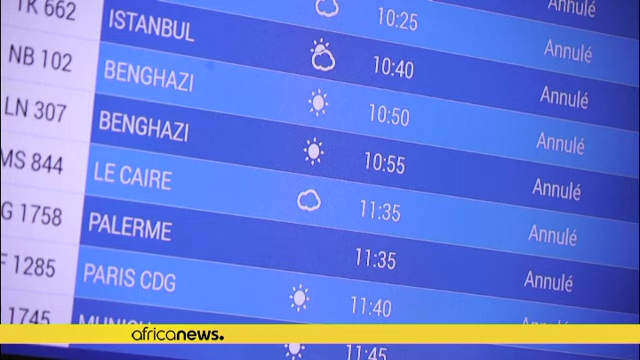 Annulé
10:25 Annulé
TK 662 ISTANBUL 10:40 Annulé
NB 102 BENGHAZI 10:50 Annulé
LN 307 BENGHAZI 10:55 Annulé
MS 844 LE CAIRE 11:35 Annulé
G 1758 PALERME 11:35 Annulé
1285 PARIS CDG 11:40
1745 11:45
africanews.